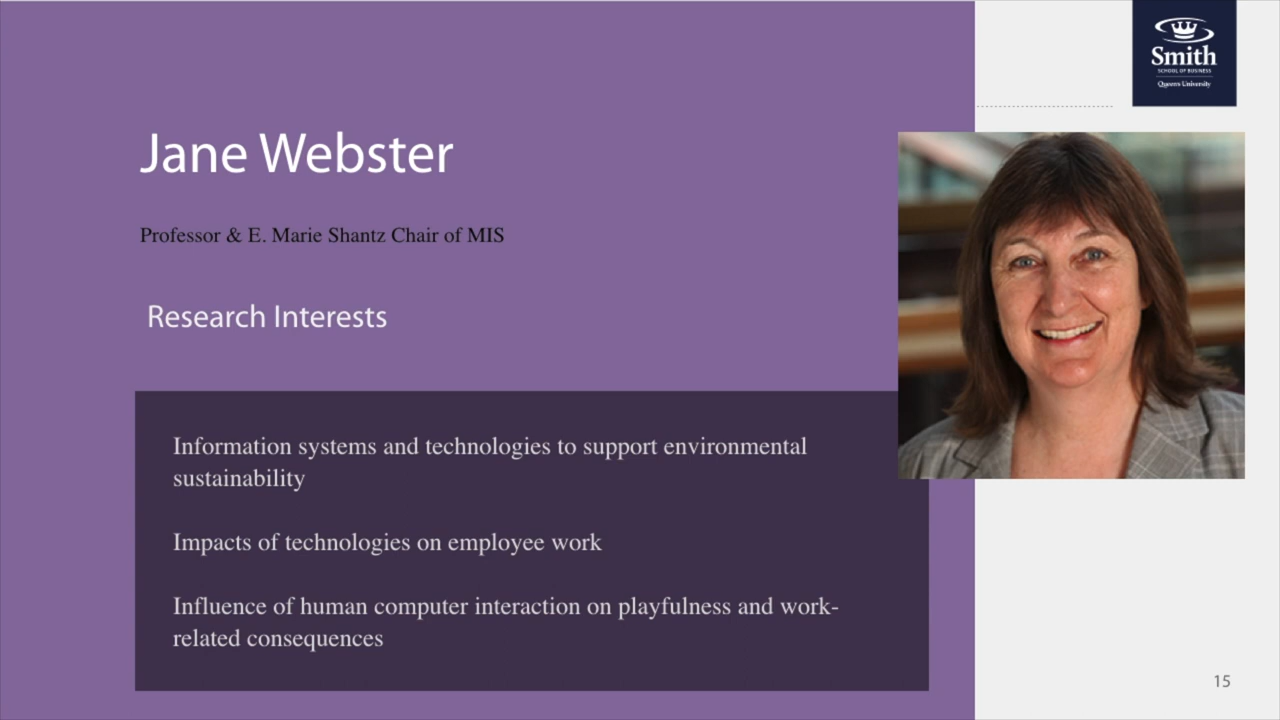 Smith
SCHOOL OF BUSINESS
Queen's University
Jane Webster
Professor & E. Marie Shantz Chair of MIS
Research Interests
Information systems and technologies to support environmental
sustainability
Impacts of technologies on employee work
Influence of human computer interaction on playfulness and work-
related consequences
15